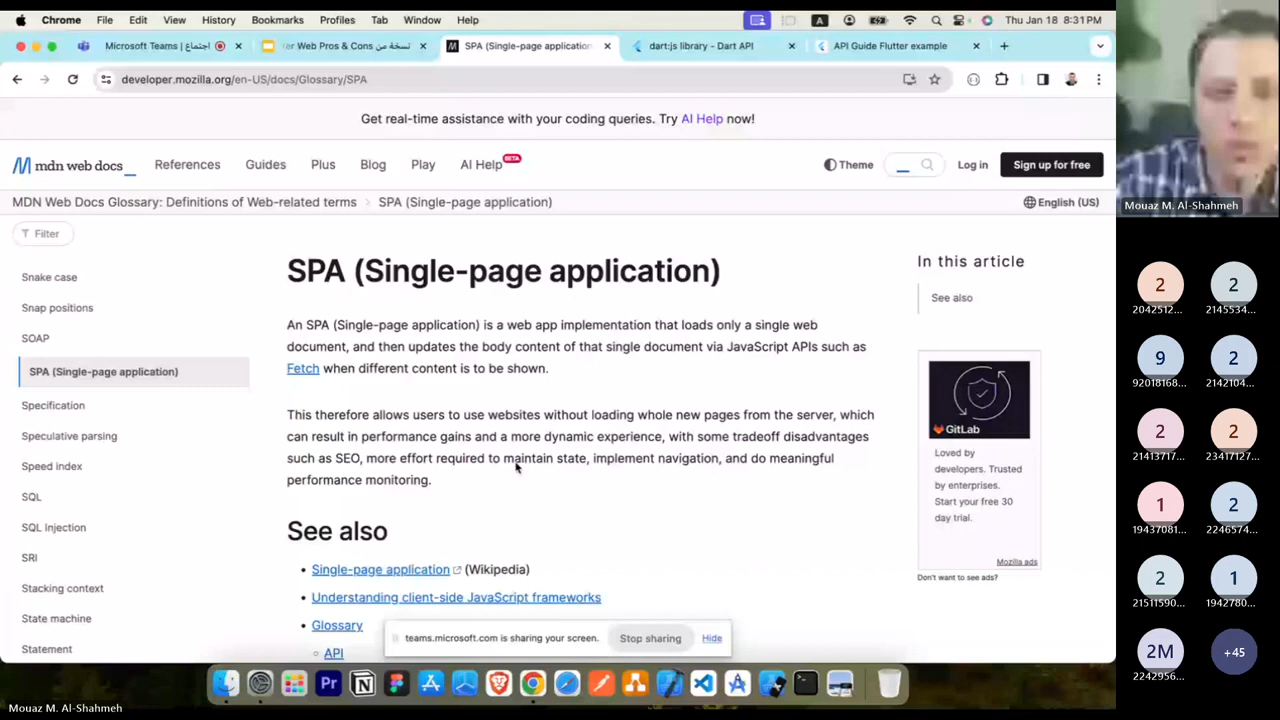 Chrome File Edit View History Bookmarks Profiles Tab Window Help A Thu Jan 18 8:31 PM
Microsoft Teams | اجتماع
نسخة من er Web Pros & Cons
SPA (Single-page application
dart:js library - Dart API
API Guide Flutter example
developer.mozilla.org/en-US/docs/Glossary/SPA
Get real-time assistance with your coding queries. Try AI Help now!
mdn web docs References Guides Plus Blog Play AI Help BETA Theme Log in Sign up for free
MDN Web Docs Glossary: Definitions of Web-related terms SPA (Single-page application) English (US)
Filter
Snake case
Snap positions
SOAP
SPA (Single-page application)
Specification
Speculative parsing
Speed index
SQL
SQL injection
SRI
Stacking context
State machine
Statement
SPA (Single-page application)
An SPA (Single-page application) is a web app implementation that loads only a single web
document, and then updates the body content of that single document via JavaScript APIs such as
Fetch when different content is to be shown.
This therefore allows users to use websites without loading whole new pages from the server, which
can result in performance gains and a more dynamic experience, with some tradeoff disadvantages
such as SEO, more effort required to maintain state, implement navigation, and do meaningful
performance monitoring.
See also
• Single-page application (Wikipedia)
• Understanding client-side JavaScript frameworks
• Glossary
API
In this article
See also
GitLab
Loved by
developers. Trusted
by enterprises.
Start your free 30
day trial.
Mozilla ads
Don't want to see ads?
teams.microsoft.com is sharing your screen. Stop sharing Hide
Pr
Mouaz M. Al-Shahmeh
2 2
2042512... 2145534...
9 2
92018168... 2142104...
2 2
21413717... 23417127...
1 2
19437081... 2246574...
2 1
21511590... 1942780...
2M +45
2242956...
Mouaz M. Al-Shahmeh